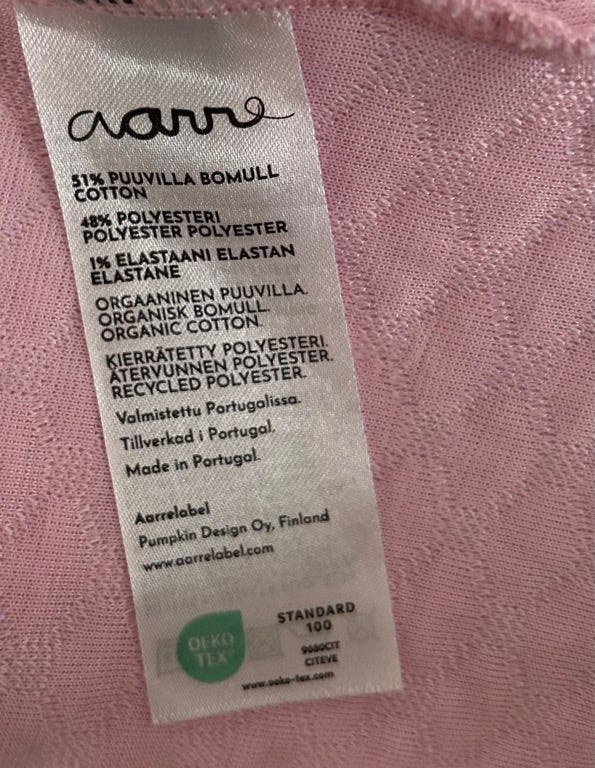 aarre
51% PUUVILLA BOMULL
COTTON
48% POLYESTERI
POLYESTER POLYESTER
1% ELASTAANI ELASTAN
ELASTANE
ORGAANINEN PUUVILLA.
ORGANISK BOMULL.
ORGANIC COTTON.
KIERRÄTETTY POLYESTERI.
ÅTERVUNNEN POLYESTER.
RECYCLED POLYESTER.
Valmistettu Portugalissa.
Tillverkad i Portugal.
Made in Portugal.
Aarrelabel
Pumpkin Design Oy, Finland
www.aarrelabel.com
OEKO
TEX®
STANDARD
100
9680CIT
CITEVE
www.oeko-tex.com